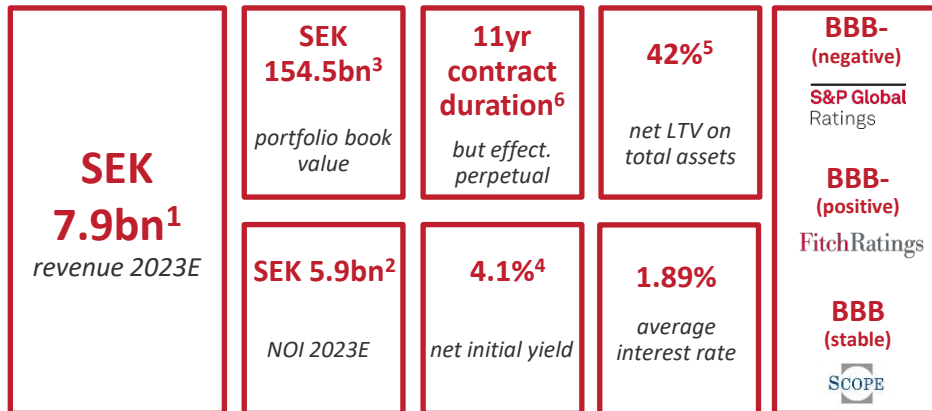 SEK
7.9bn1
revenue 2023E
SEK
154.5bn3
portfolio book
value
11yr
contract
duration6
but effect.
perpetual
42%5
net LTV on
total assets
SEK 5.9bn2
NOI 2023E
4.1%4
net initial yield
1.89%
average
interest rate
BBB-
(negative)
S&P Global
Ratings
BBB-
(positive)
FitchRatings
BBB
(stable)
SCOPE